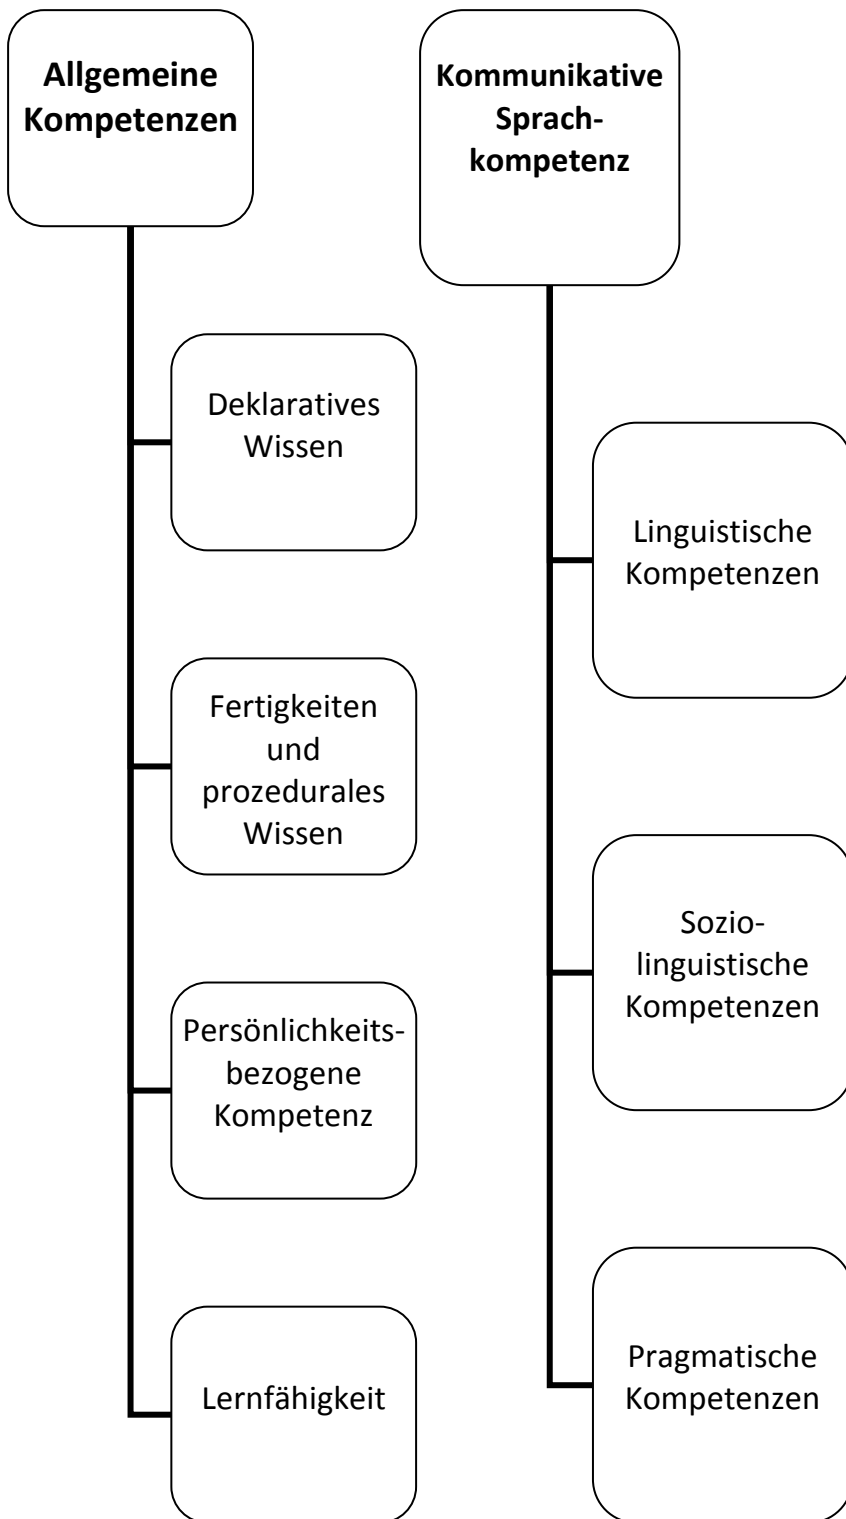 Allgemeine
Kompetenzen
Deklaratives
Wissen
Fertigkeiten
und
prozedurales
Wissen
Persönlichkeits-
bezogene
Kompetenz
Lernfähigkeit
Kommunikative
Sprach-
kompetenz
Linguistische
Kompetenzen
Sozio-
linguistische
Kompetenzen
Pragmatische
Kompetenzen